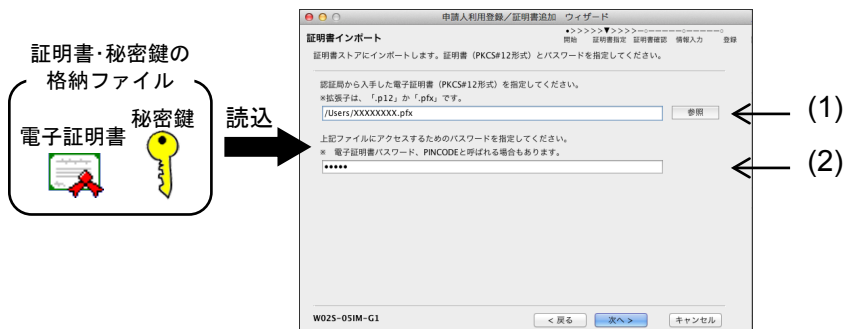 証明書・秘密鍵の
格納ファイル
電子証明書
秘密鍵
読込
申請人利用登録／証明書追加 ウィザード
証明書インポート
●>>>>>▼>>>>>-○--------○--------○
開始 証明書指定 証明書確認 情報入力 登録
証明書ストアにインポートします。証明書（PKCS#12形式）とパスワードを指定してください。
認証局から入手した電子証明書（PKCS#12形式）を指定してください。
※拡張子は、「.p12」か「.pfx」です。
/Users/XXXXXXXX.pfx
参照
(1)
上記ファイルにアクセスするためのパスワードを指定してください。
※ 電子証明書パスワード、PINCODEと呼ばれる場合もあります。
•••••
(2)
W02S-05IM-G1
< 戻る
次へ >
キャンセル